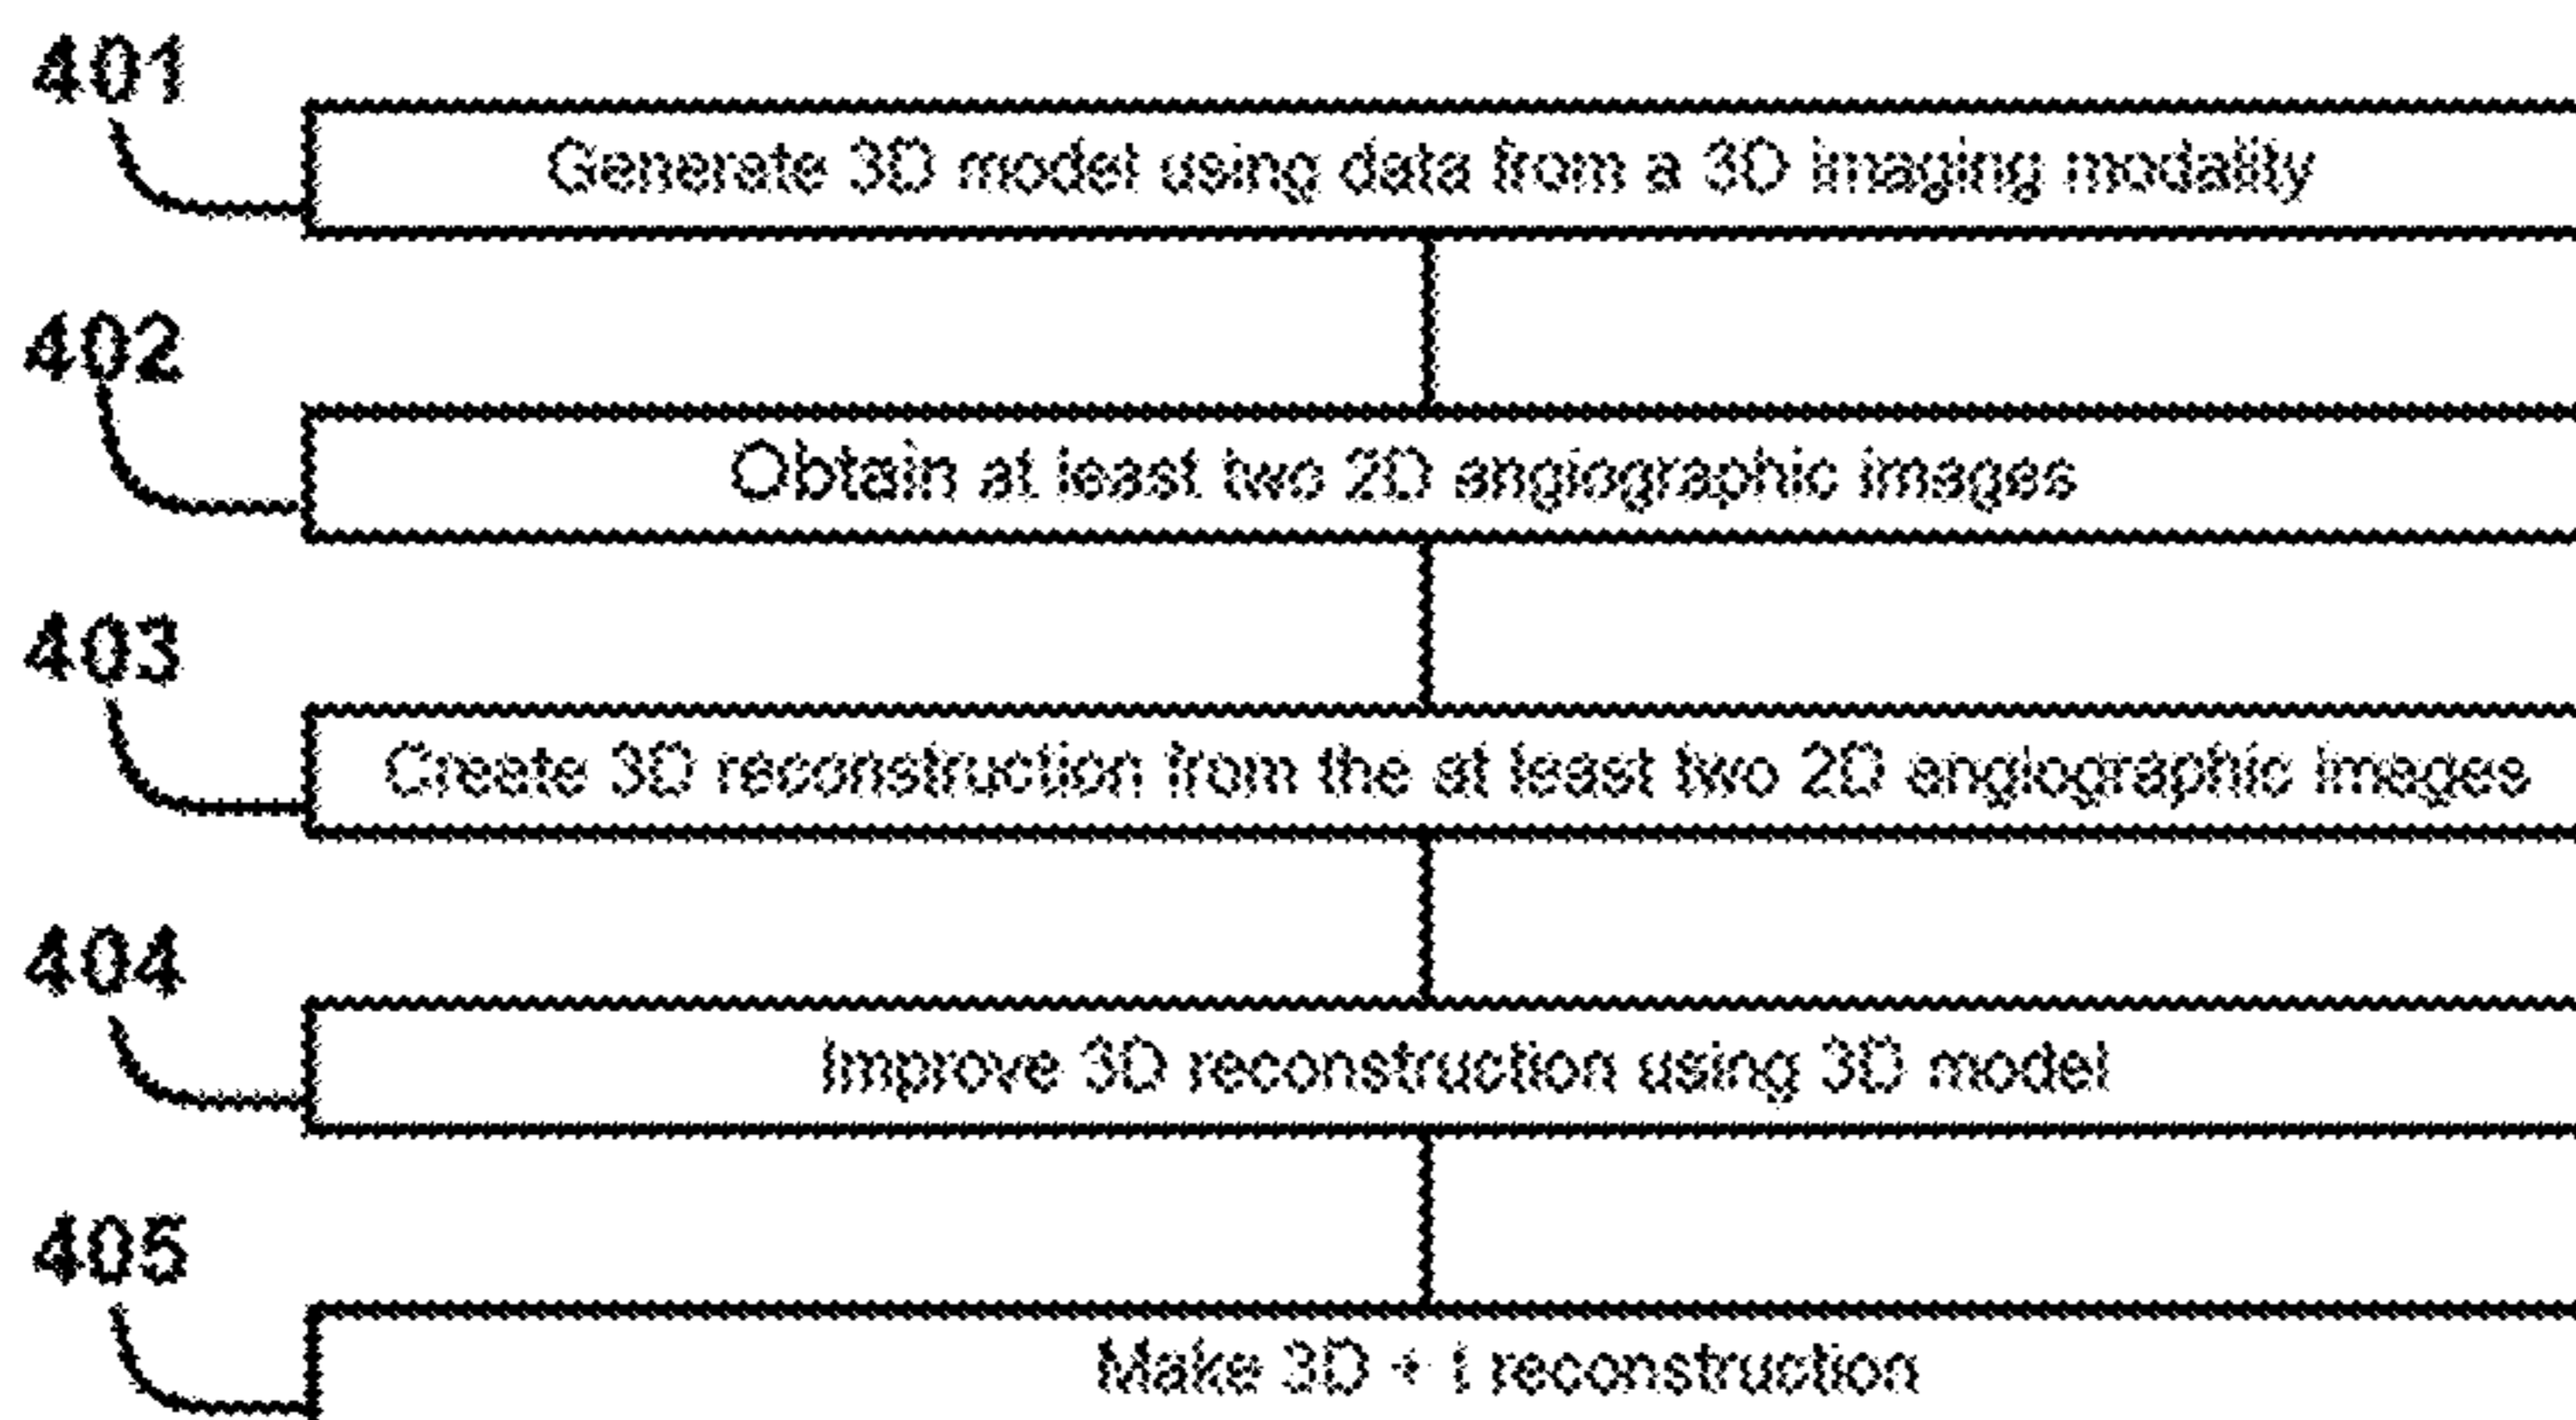 401
Generate 3D model using data from a 3D imaging modality
402
Obtain at least two 2D angiographic images
403
Create 3D reconstruction from the at least two 2D angiographic images
404
Improve 3D reconstruction using 3D model
405
Make 3D + t reconstruction